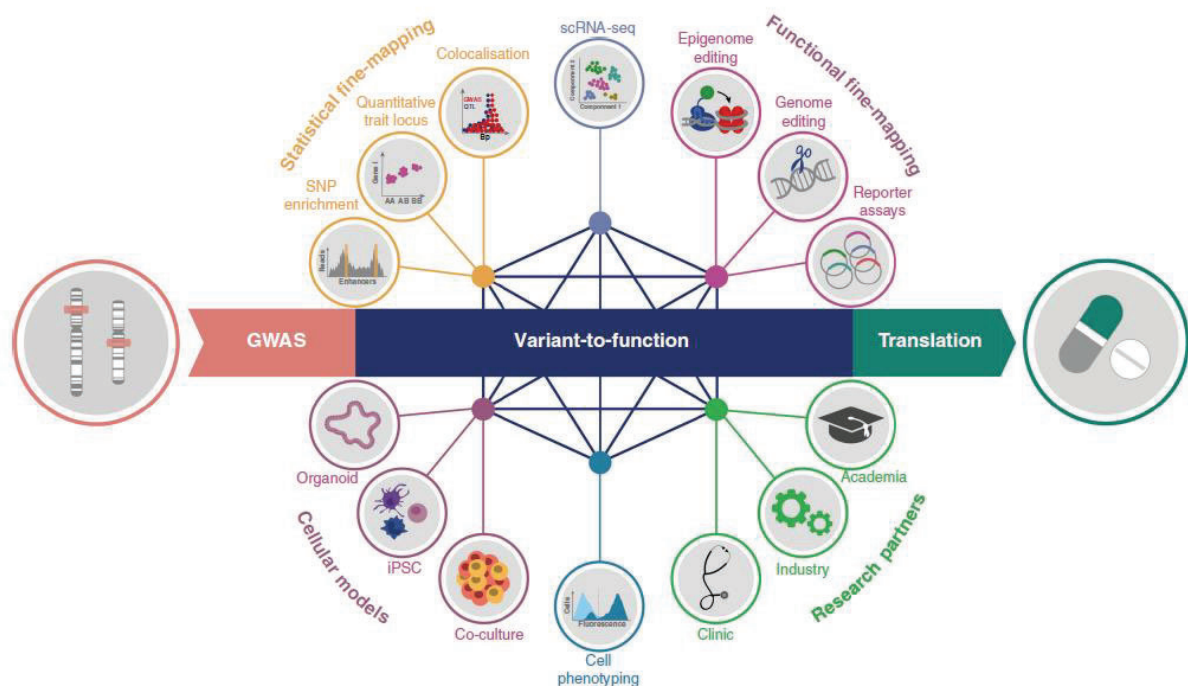 Statistical fine-mapping
Colocalisation
GWAS
QTL
Bp
Quantitative
trait locus
Gene I
AA AB BB
SNP
enrichment
Reads
Enhancers
scRNA-seq
Component 2
Component 1
Epigenome
editing
Functional fine-mapping
Genome
editing
Reporter
assays
GWAS
Variant-to-function
Translation
Organoid
iPSC
Co-culture
Cellular models
Cells
Fluorescence
Cell
phenotyping
Academia
Industry
Clinic
Research partners